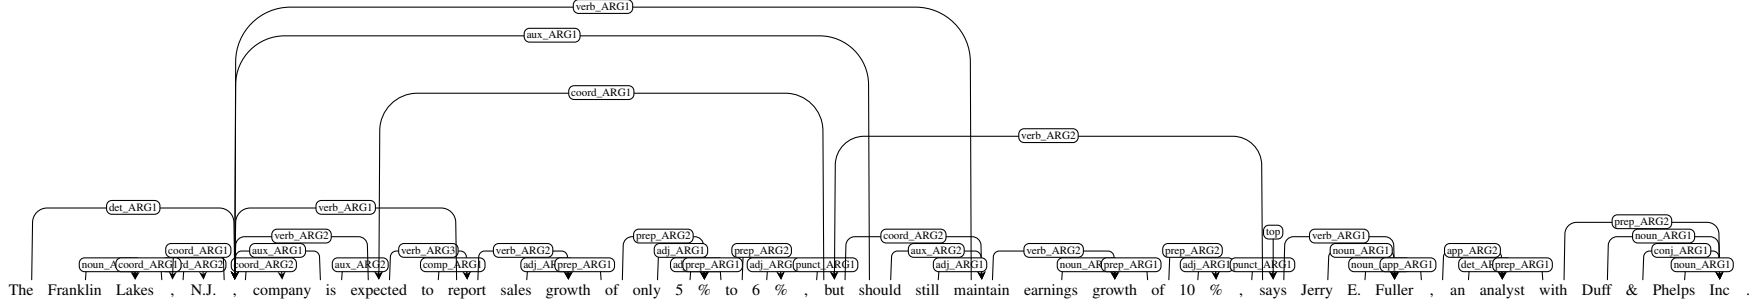 verb_ARG1
aux_ARG1
coord_ARG1
verb_ARG2
det_ARG1 verb_ARG1
prep_ARG2
top
verb_ARG2 prep_ARG2 coord_ARG2 verb_ARG1 noun_ARG1
coord_ARG1 aux_ARG1 verb_ARG3 verb_ARG2 adj_ARG1 prep_ARG2 aux_ARG2 verb_ARG2 prep_ARG2 noun_ARG1 app_ARG2 conj_ARG1
coord_ARG1 coord_ARG2 aux_ARG2 comp_ARG1 prep_ARG1 prep_ARG1 punct_ARG1 adj_ARG1 prep_ARG1 adj_ARG1 punct_ARG1 app_ARG1 prep_ARG1 noun_ARG1
The Franklin Lakes , N.J. , company is expected to report sales growth of only 5 % to 6 % , but should still maintain earnings growth of 10 % , says Jerry E. Fuller , an analyst with Duff & Phelps Inc .